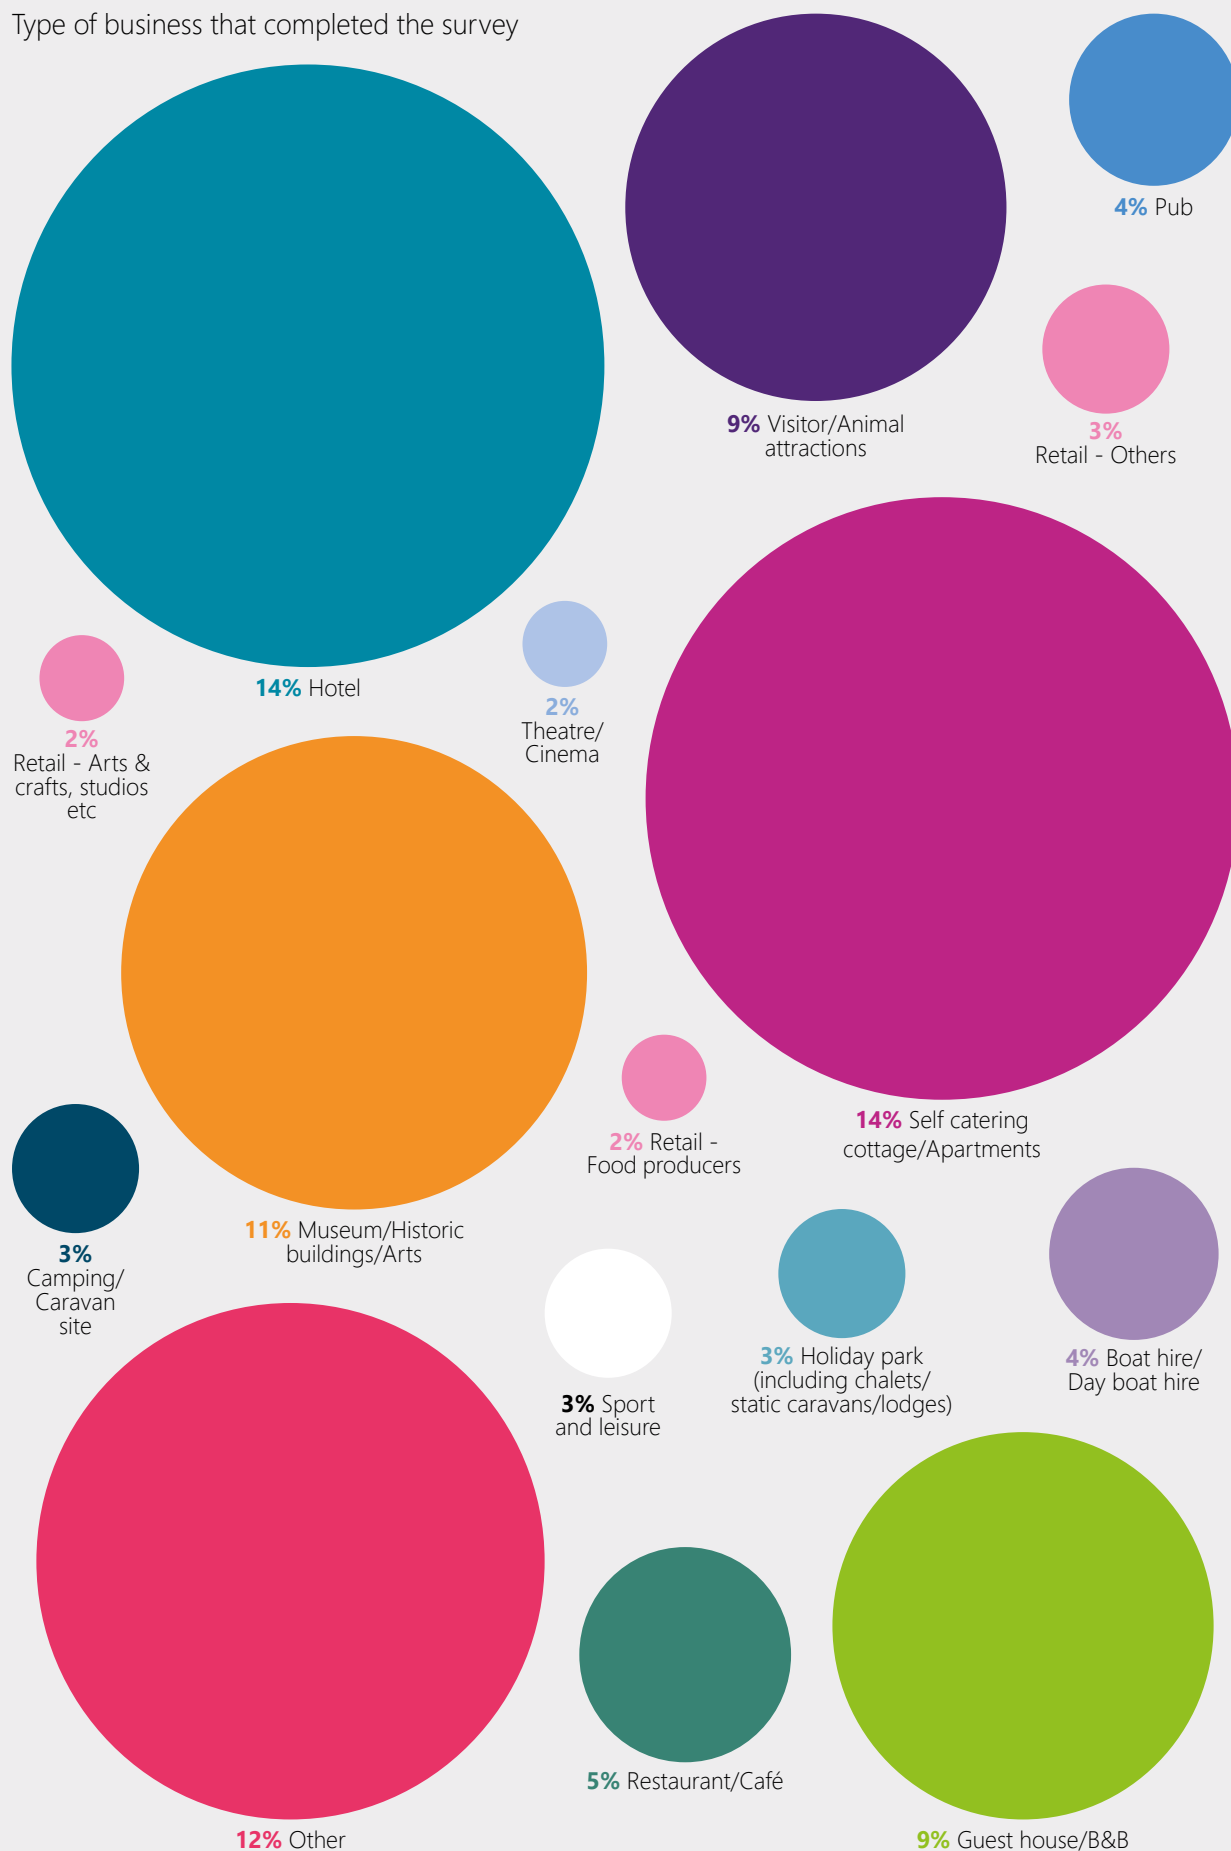 Type of business that completed the survey
4% Pub
9% Visitor/Animal
attractions
3%
Retail - Others
14% Hotel
2%
Theatre/
Cinema
2%
Retail - Arts &
crafts, studios
etc
14% Self catering
cottage/Apartments
2% Retail -
Food producers
11% Museum/Historic
buildings/Arts
3%
Camping/
Caravan
site
3% Sport
and leisure
3% Holiday park
(including chalets/
static caravans/lodges)
4% Boat hire/
Day boat hire
5% Restaurant/Café
12% Other
9% Guest house/B&B